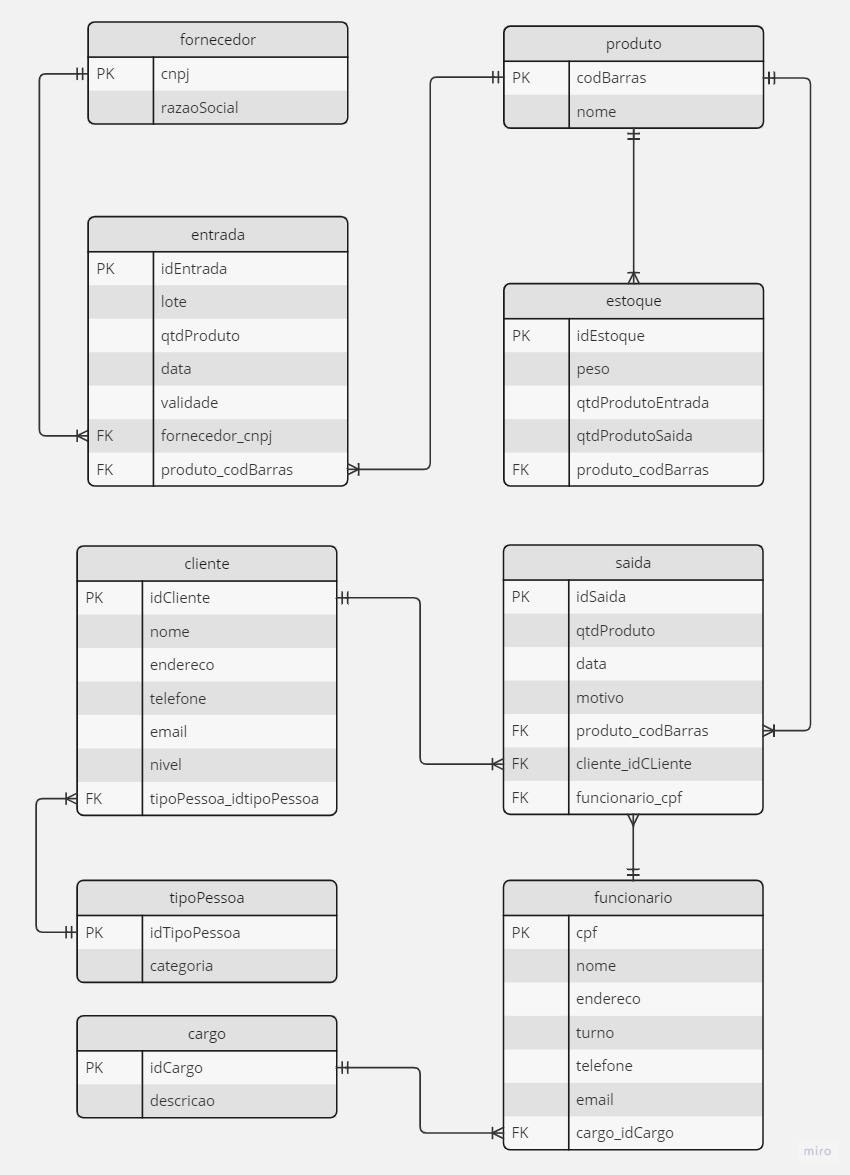 fornecedor
PK cnpj
razaoSocial
produto
PK codBarras
nome
entrada
PK idEntrada
lote
qtdProduto
data
validade
FK fornecedor_cnpj
FK produto_codBarras
estoque
PK idEstoque
peso
qtdProdutoEntrada
qtdProdutoSaida
FK produto_codBarras
cliente
PK idCliente
nome
endereco
telefone
email
nivel
FK tipoPessoa_idtipoPessoa
saida
PK idSaida
qtdProduto
data
motivo
FK produto_codBarras
FK cliente_idCLiente
FK funcionario_cpf
tipoPessoa
PK idTipoPessoa
categoria
funcionario
PK cpf
nome
endereco
turno
telefone
email
FK cargo_idCargo
cargo
PK idCargo
descricao
miro